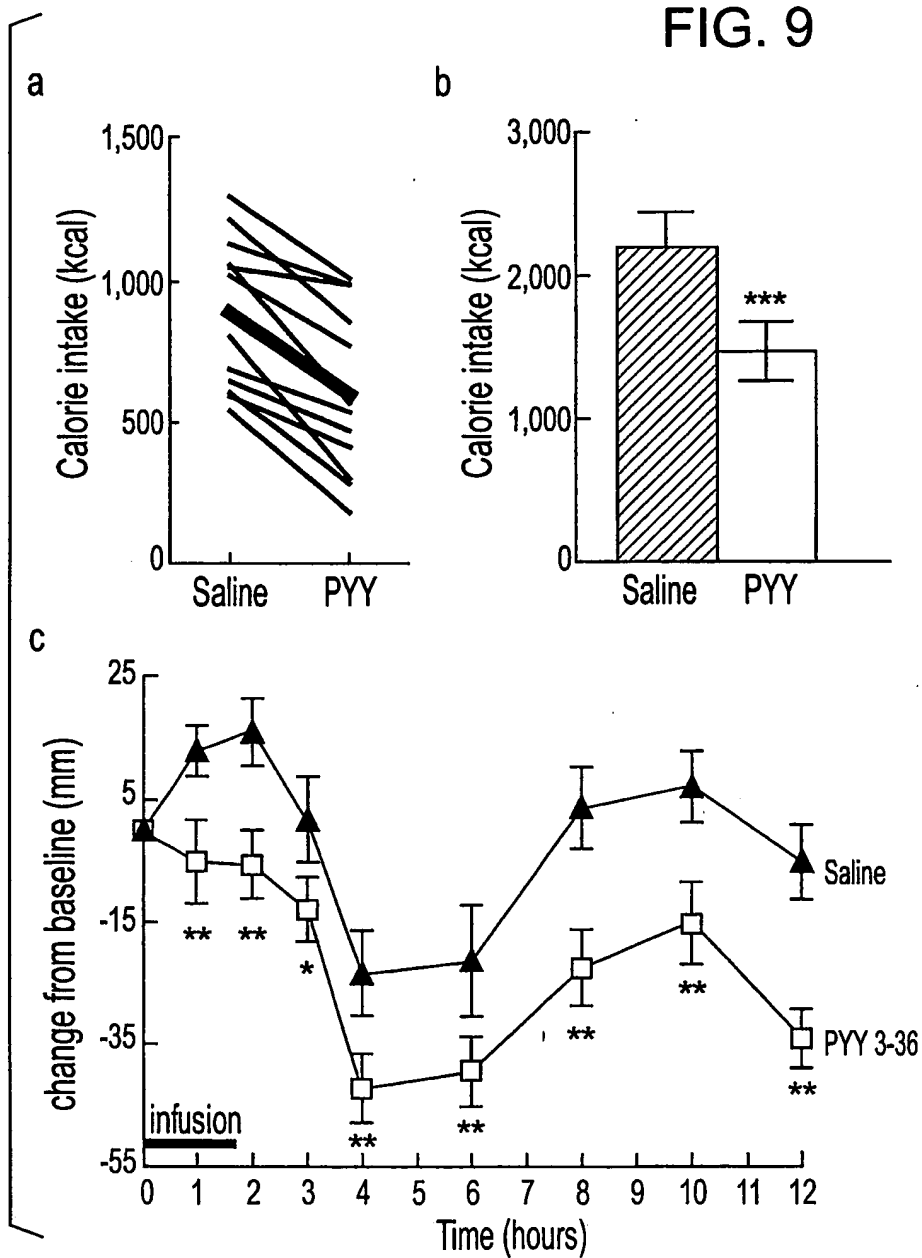 FIG. 9
a
Calorie intake (kcal)
1,500
1,000
500
0
Saline PYY
b
Calorie intake (kcal)
3,000
2,000
1,000
0
***
Saline PYY
c
change from baseline (mm)
25
5
-15
-35
-55
** ** * ** ** ** ** **
Saline
PYY 3-36
infusion
0 1 2 3 4 5 6 7 8 9 10 11 12
Time (hours)